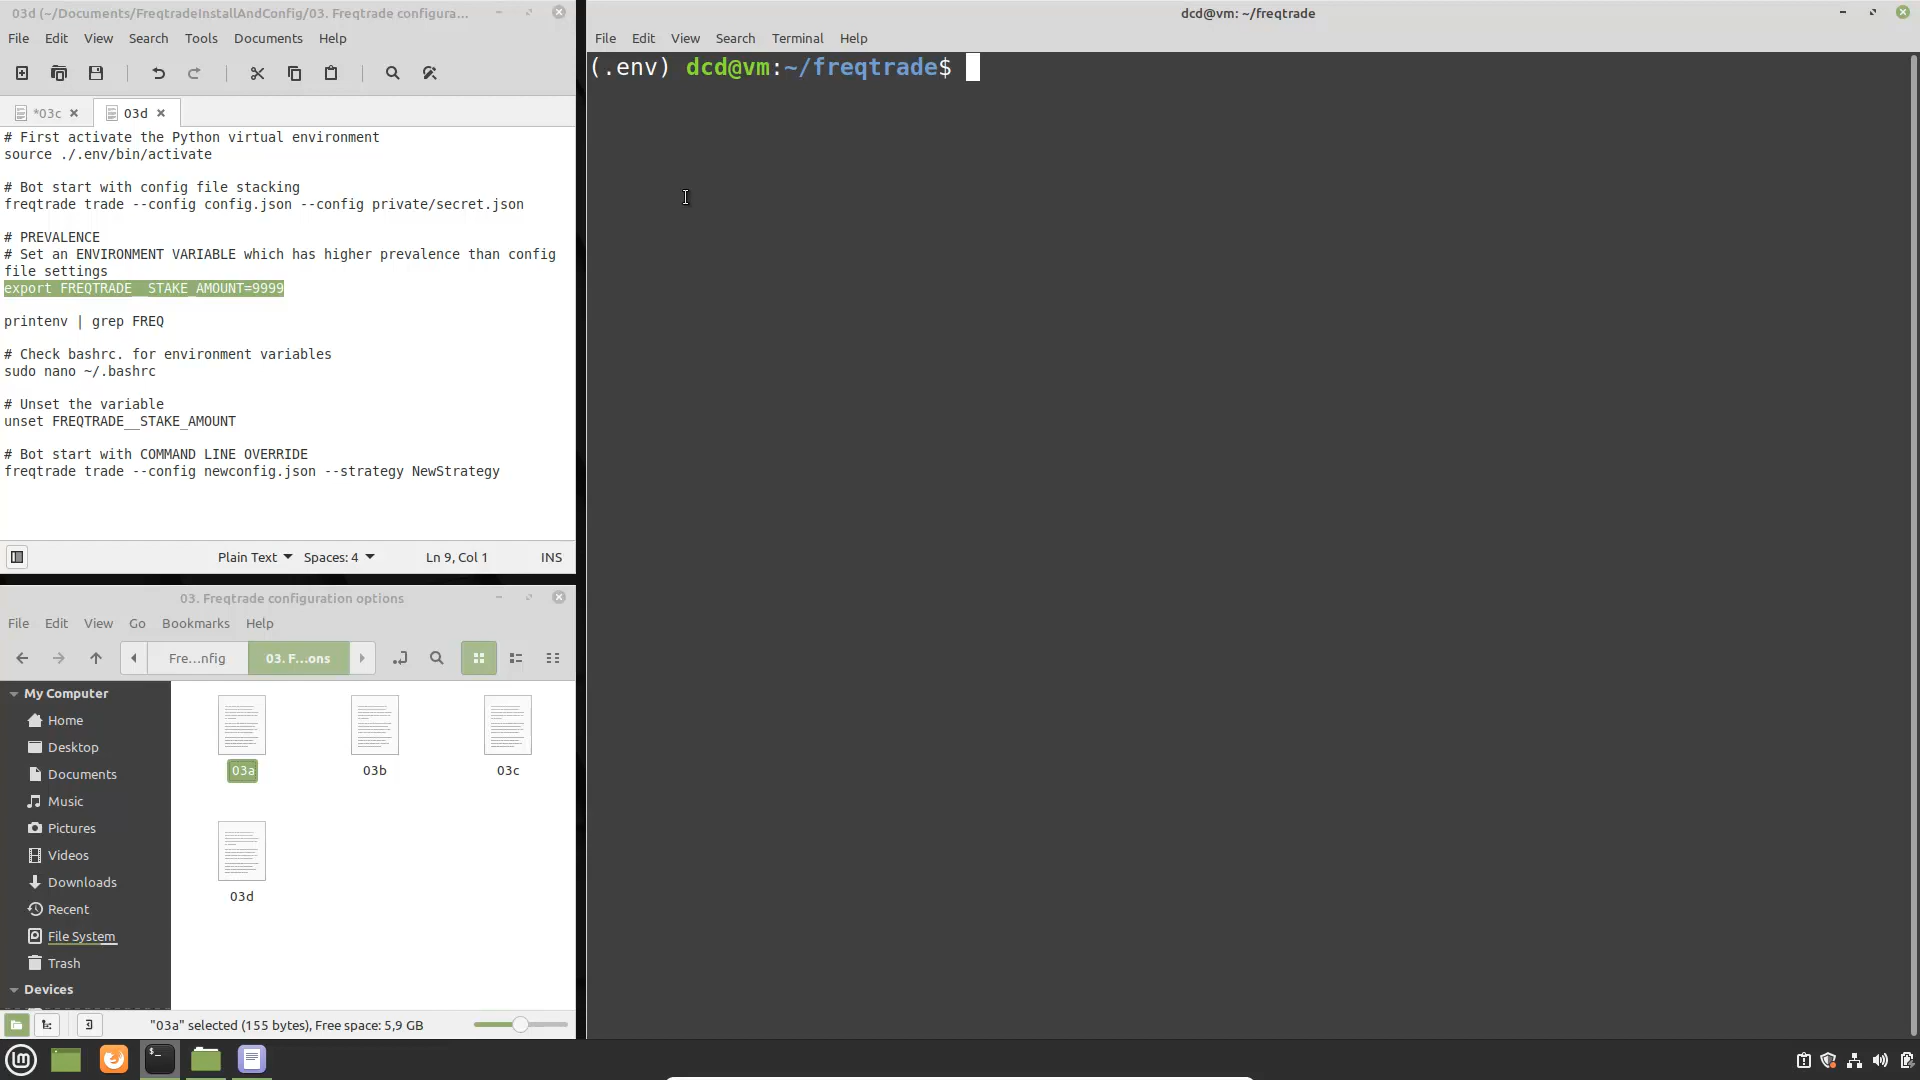 03d (~/Documents/FreqtradeInstallAndConfig/03. Freqtrade configura...
File Edit View Search Tools Documents Help
*03c
03d
# First activate the Python virtual environment
source ./.env/bin/activate
# Bot start with config file stacking
freqtrade trade --config config.json --config private/secret.json
# PREVALENCE
# Set an ENVIRONMENT VARIABLE which has higher prevalence than config
file settings
export FREQTRADE__STAKE_AMOUNT=9999
printenv | grep FREQ
# Check bashrc. for environment variables
sudo nano ~/.bashrc
# Unset the variable
unset FREQTRADE__STAKE_AMOUNT
# Bot start with COMMAND LINE OVERRIDE
freqtrade trade --config newconfig.json --strategy NewStrategy
Plain Text Spaces: 4 Ln 9, Col 1 INS
03. Freqtrade configuration options
File Edit View Go Bookmarks Help
Fre...nfig 03. F...ons
My Computer
Home
Desktop
Documents
Music
Pictures
Videos
Downloads
Recent
File System
Trash
Devices
03a
03b
03c
03d
"03a" selected (155 bytes), Free space: 5,9 GB
dcd@vm: ~/freqtrade
File Edit View Search Terminal Help
(.env) dcd@vm:~/freqtrade$